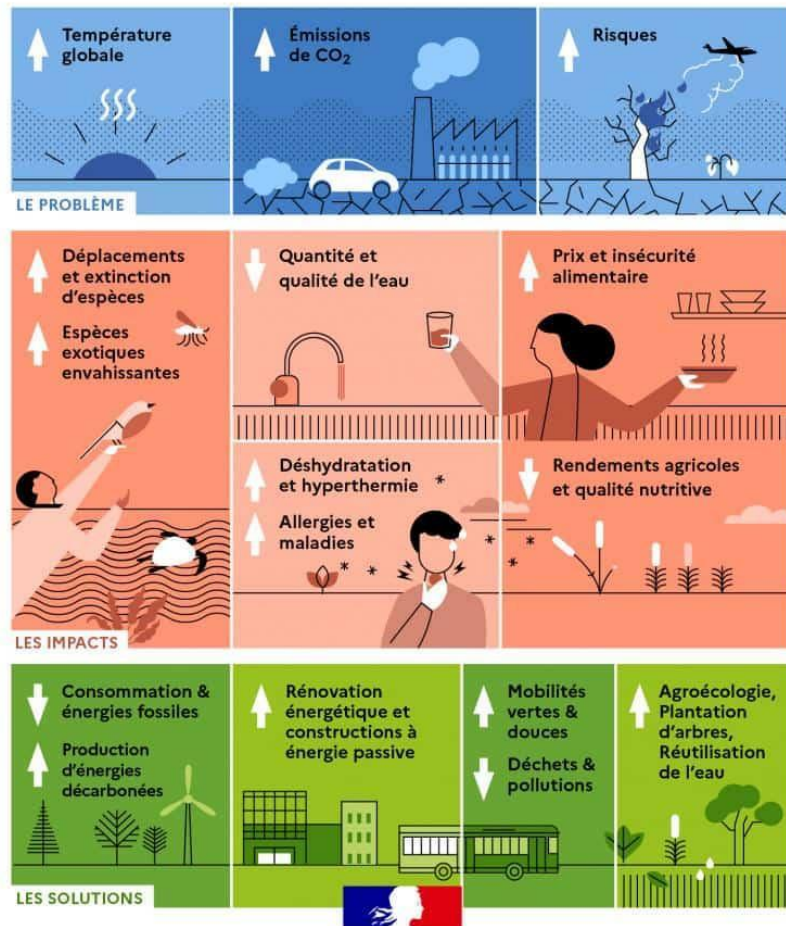 Température
globale
Émissions
de CO₂
Risques
LE PROBLÈME
Déplacements
et extinction
d'espèces
Espèces
exotiques
envahissantes
Quantité et
qualité de l'eau
Prix et insécurité
alimentaire
Déshydratation
et hyperthermie
Allergies et
maladies
Rendements agricoles
et qualité nutritive
LES IMPACTS
Consommation &
énergies fossiles
Production
d'énergies
décarbonées
Rénovation
énergétique et
constructions à
énergie passive
Mobilités
vertes &
douces
Déchets &
pollutions
Agroécologie,
Plantation
d'arbres,
Réutilisation
de l'eau
LES SOLUTIONS